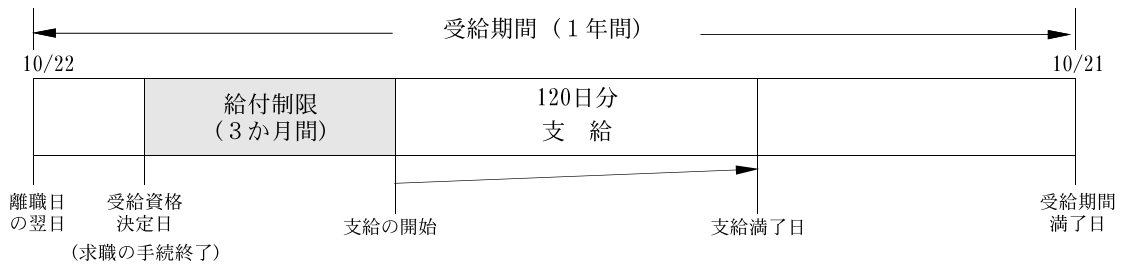 受給期間（１年間）
10/22
10/21
給付制限
（３か月間）
120日分
支　給
離職日
の翌日
受給資格
決定日
(求職の手続終了)
支給の開始
支給満了日
受給期間
満了日